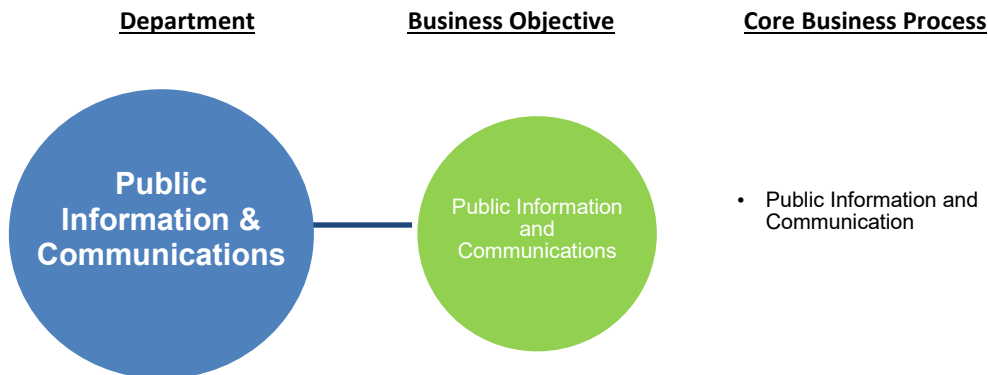 Department
Business Objective
Core Business Process
Public
Information &
Communications
Public Information
and
Communications
• Public Information and
Communication